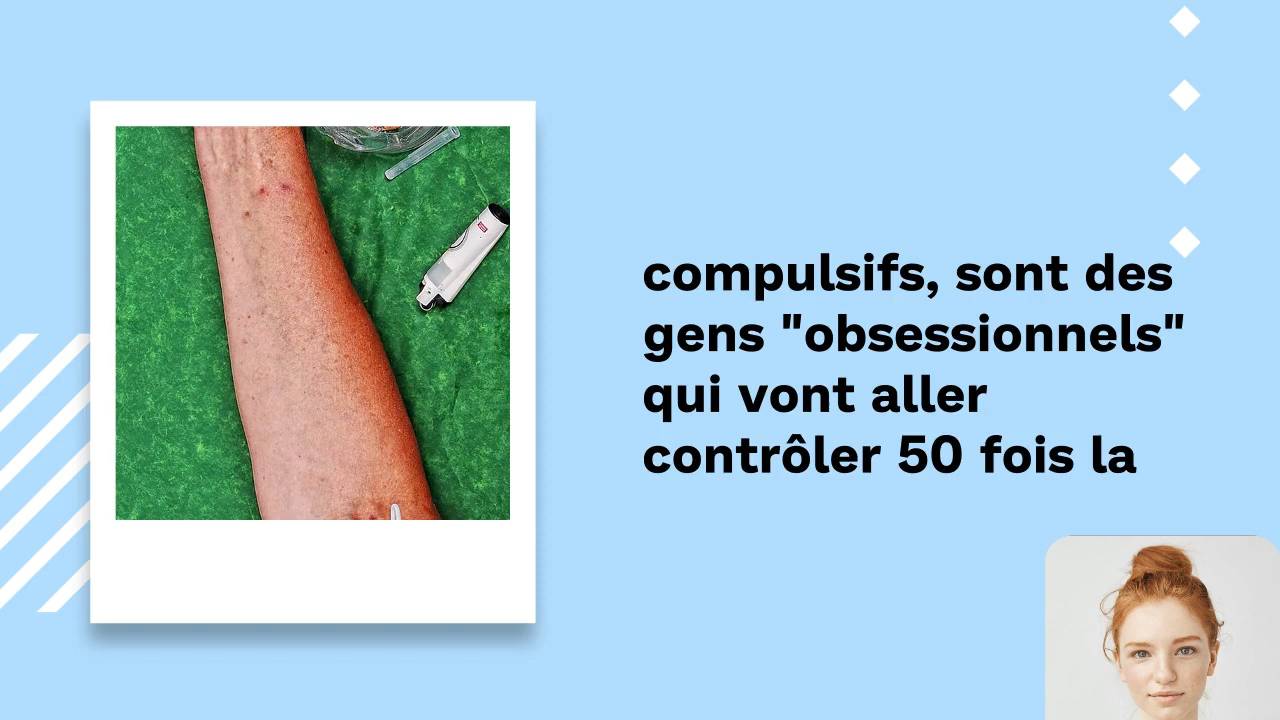 compulsifs, sont des
gens "obsessionnels"
qui vont aller
contrôler 50 fois la